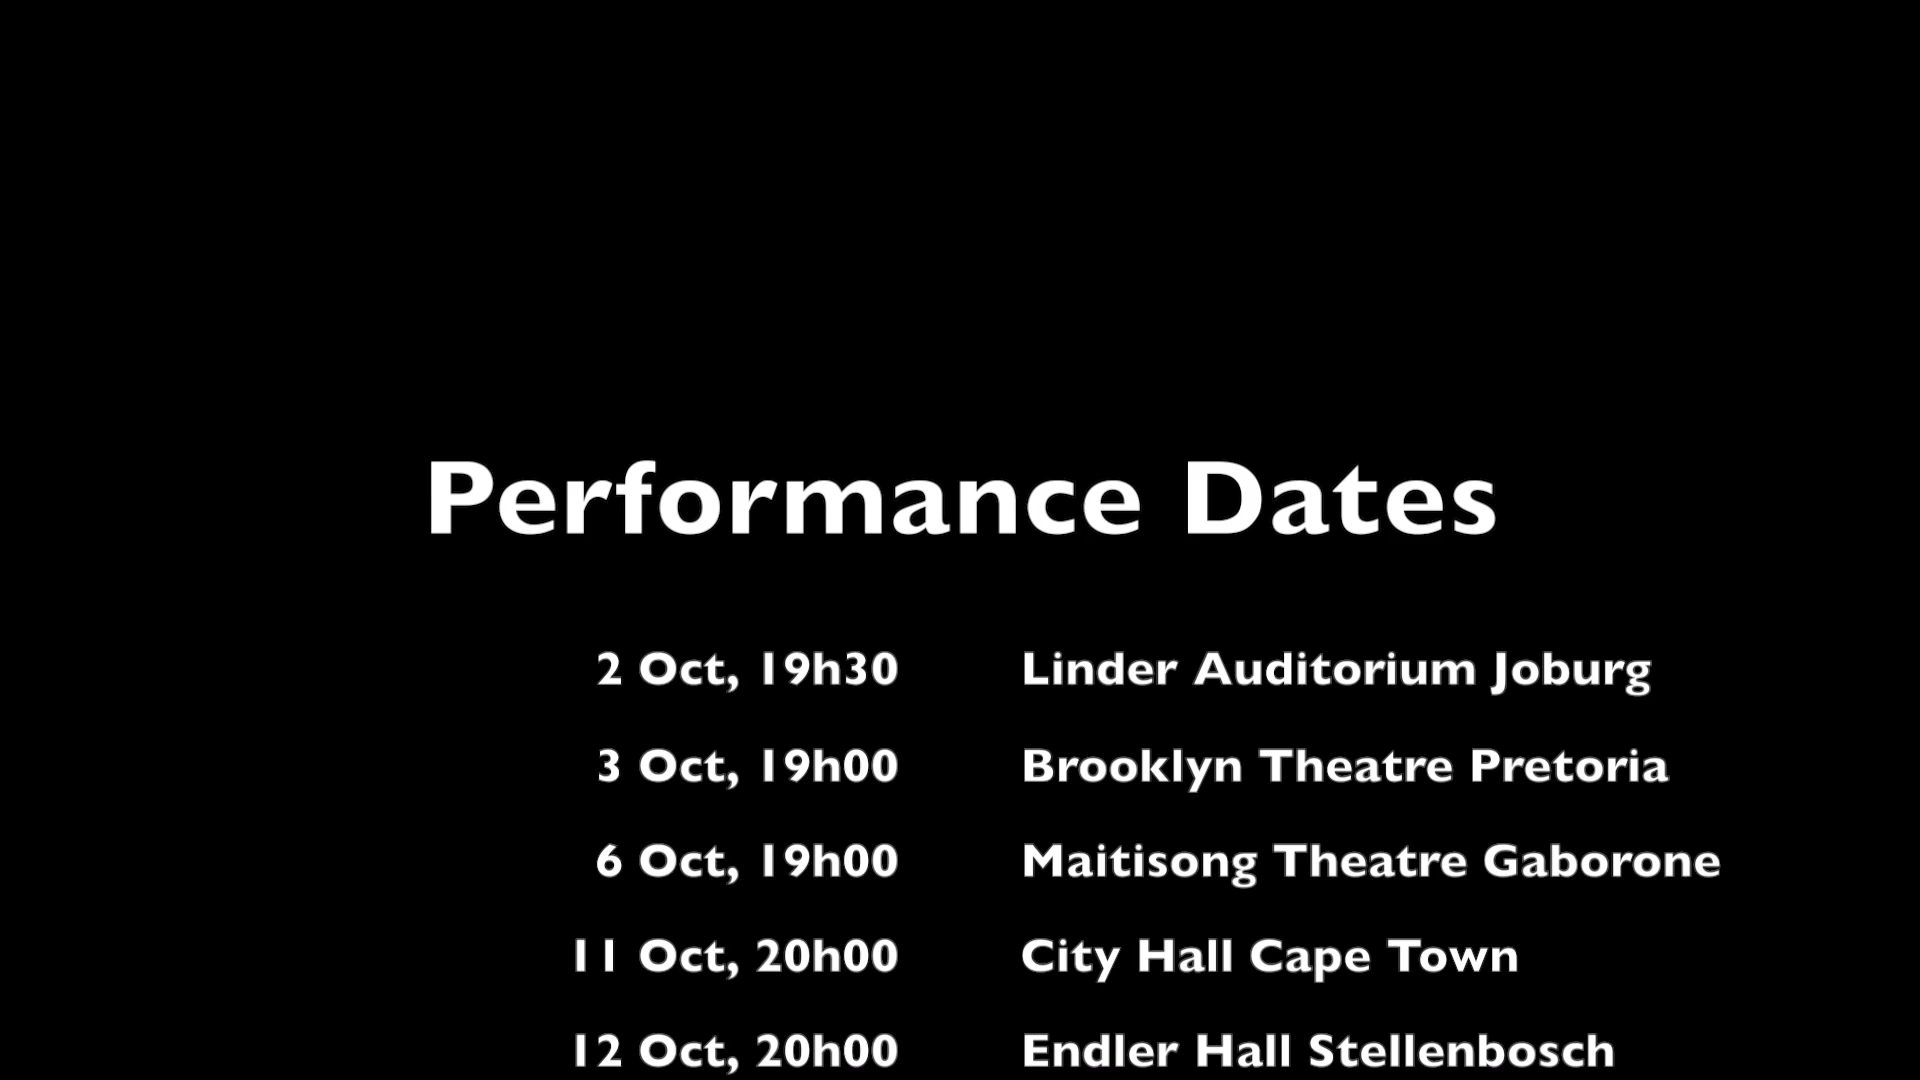 Performance Dates
2 Oct, 19h30 Linder Auditorium Joburg
3 Oct, 19h00 Brooklyn Theatre Pretoria
6 Oct, 19h00 Maitisong Theatre Gaborone
11 Oct, 20h00 City Hall Cape Town
12 Oct, 20h00 Endler Hall Stellenbosch